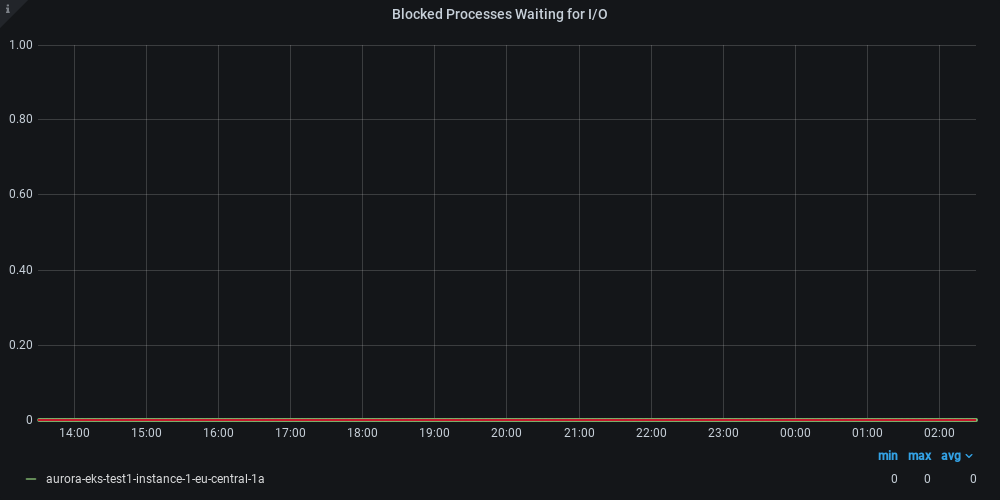 i
Blocked Processes Waiting for I/O
1.00
0.80
0.60
0.40
0.20
0
14:00 15:00 16:00 17:00 18:00 19:00 20:00 21:00 22:00 23:00 00:00 01:00 02:00
min max avg
aurora-eks-test1-instance-1-eu-central-1a 0 0 0